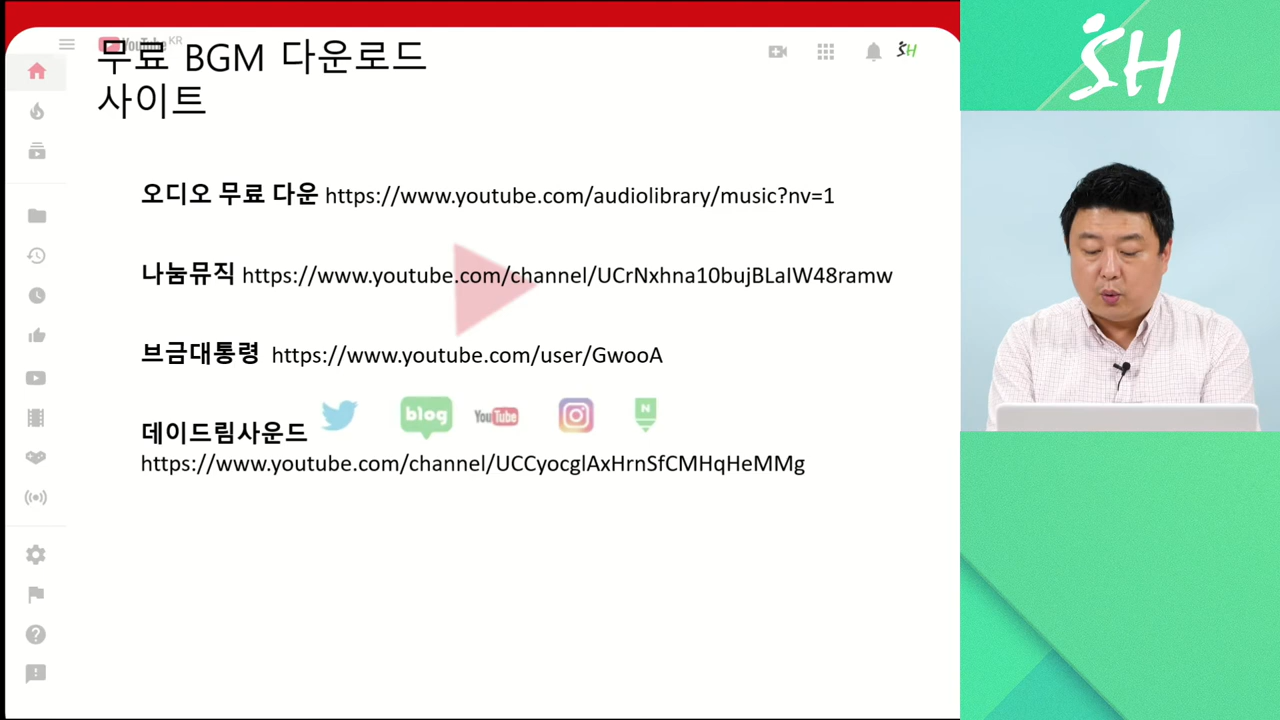 YouTube KR
무료 BGM 다운로드
사이트
SH
SH
오디오 무료 다운 https://www.youtube.com/audiolibrary/music?nv=1
나눔뮤직 https://www.youtube.com/channel/UCrNxhna10bujBLaIW48ramw
브금대통령 https://www.youtube.com/user/GwooA
blog
YouTube
N
데이드림사운드
https://www.youtube.com/channel/UCCyocglAxHrnSfCMHqHeMMg